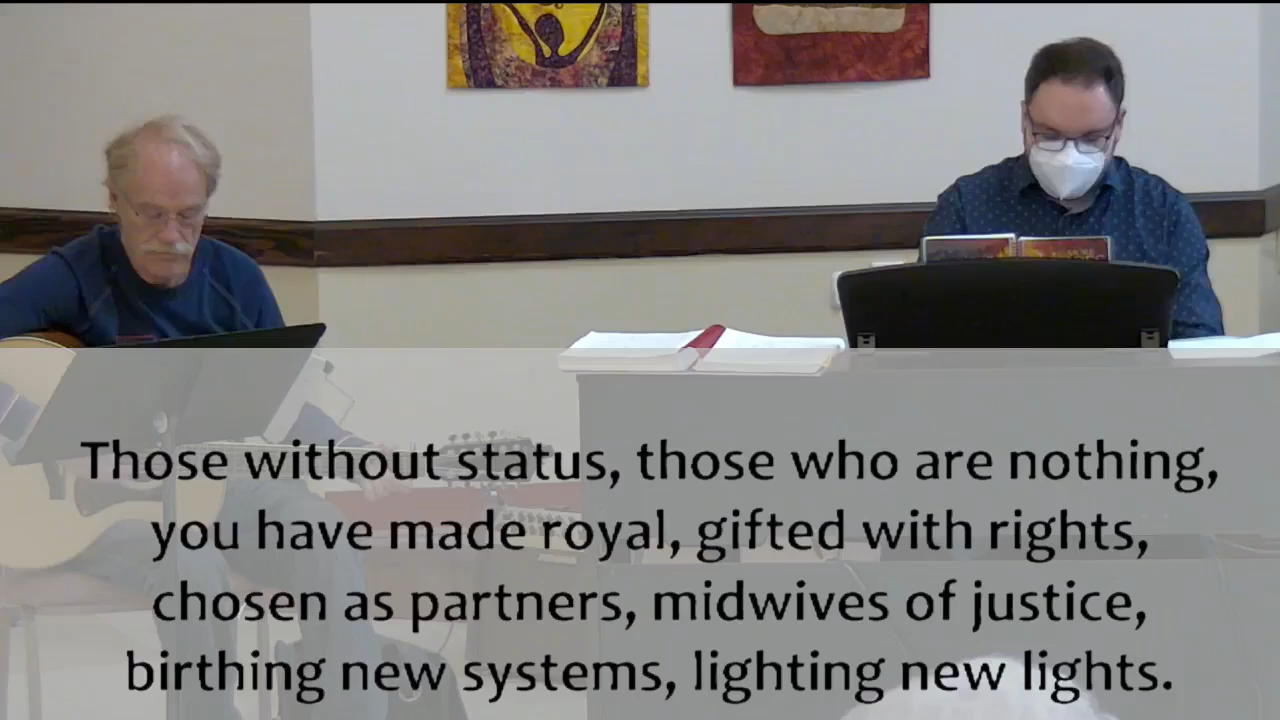 Those without status, those who are nothing,
you have made royal, gifted with rights,
chosen as partners, midwives of justice,
birthing new systems, lighting new lights.